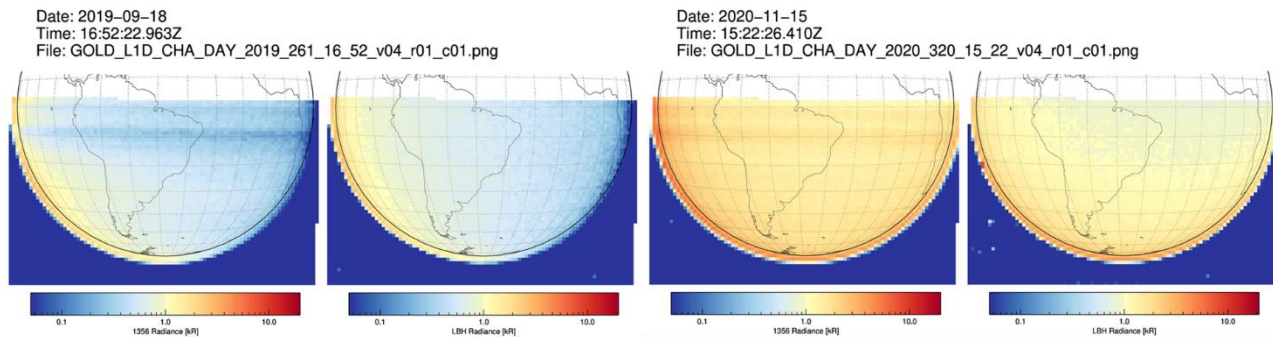 Date: 2019-09-18
Time: 16:52:22.963Z
File: GOLD_L1D_CHA_DAY_2019_261_16_52_v04_r01_c01.png
0.1 1.0 10.0
1356 Radiance [kR]
0.1 1.0 10.0
LBH Radiance [kR]
Date: 2020-11-15
Time: 15:22:26.410Z
File: GOLD_L1D_CHA_DAY_2020_320_15_22_v04_r01_c01.png
0.1 1.0 10.0
1356 Radiance [kR]
0.1 1.0 10.0
LBH Radiance [kR]